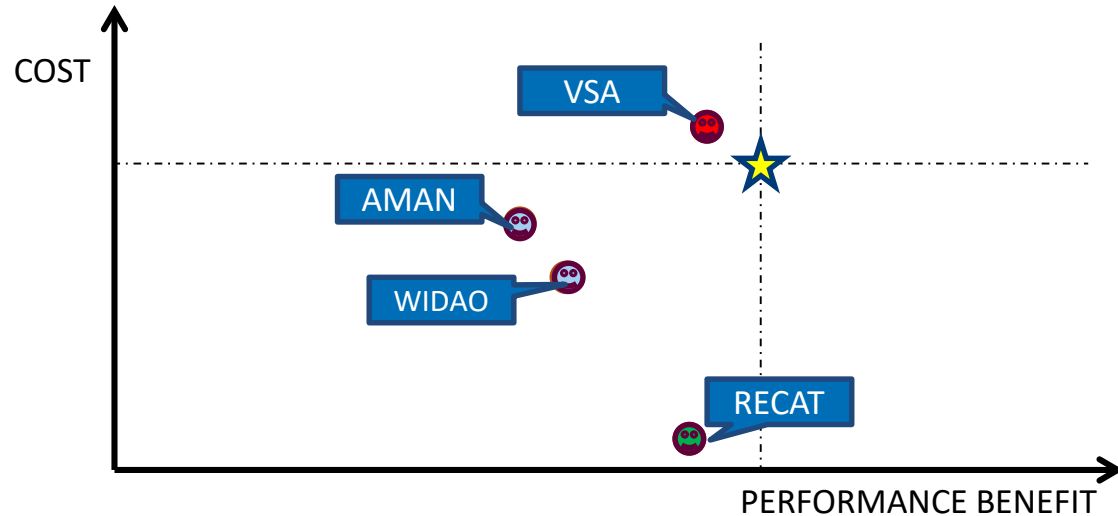 COST
VSA
AMAN
WIDAO
RECAT
PERFORMANCE BENEFIT